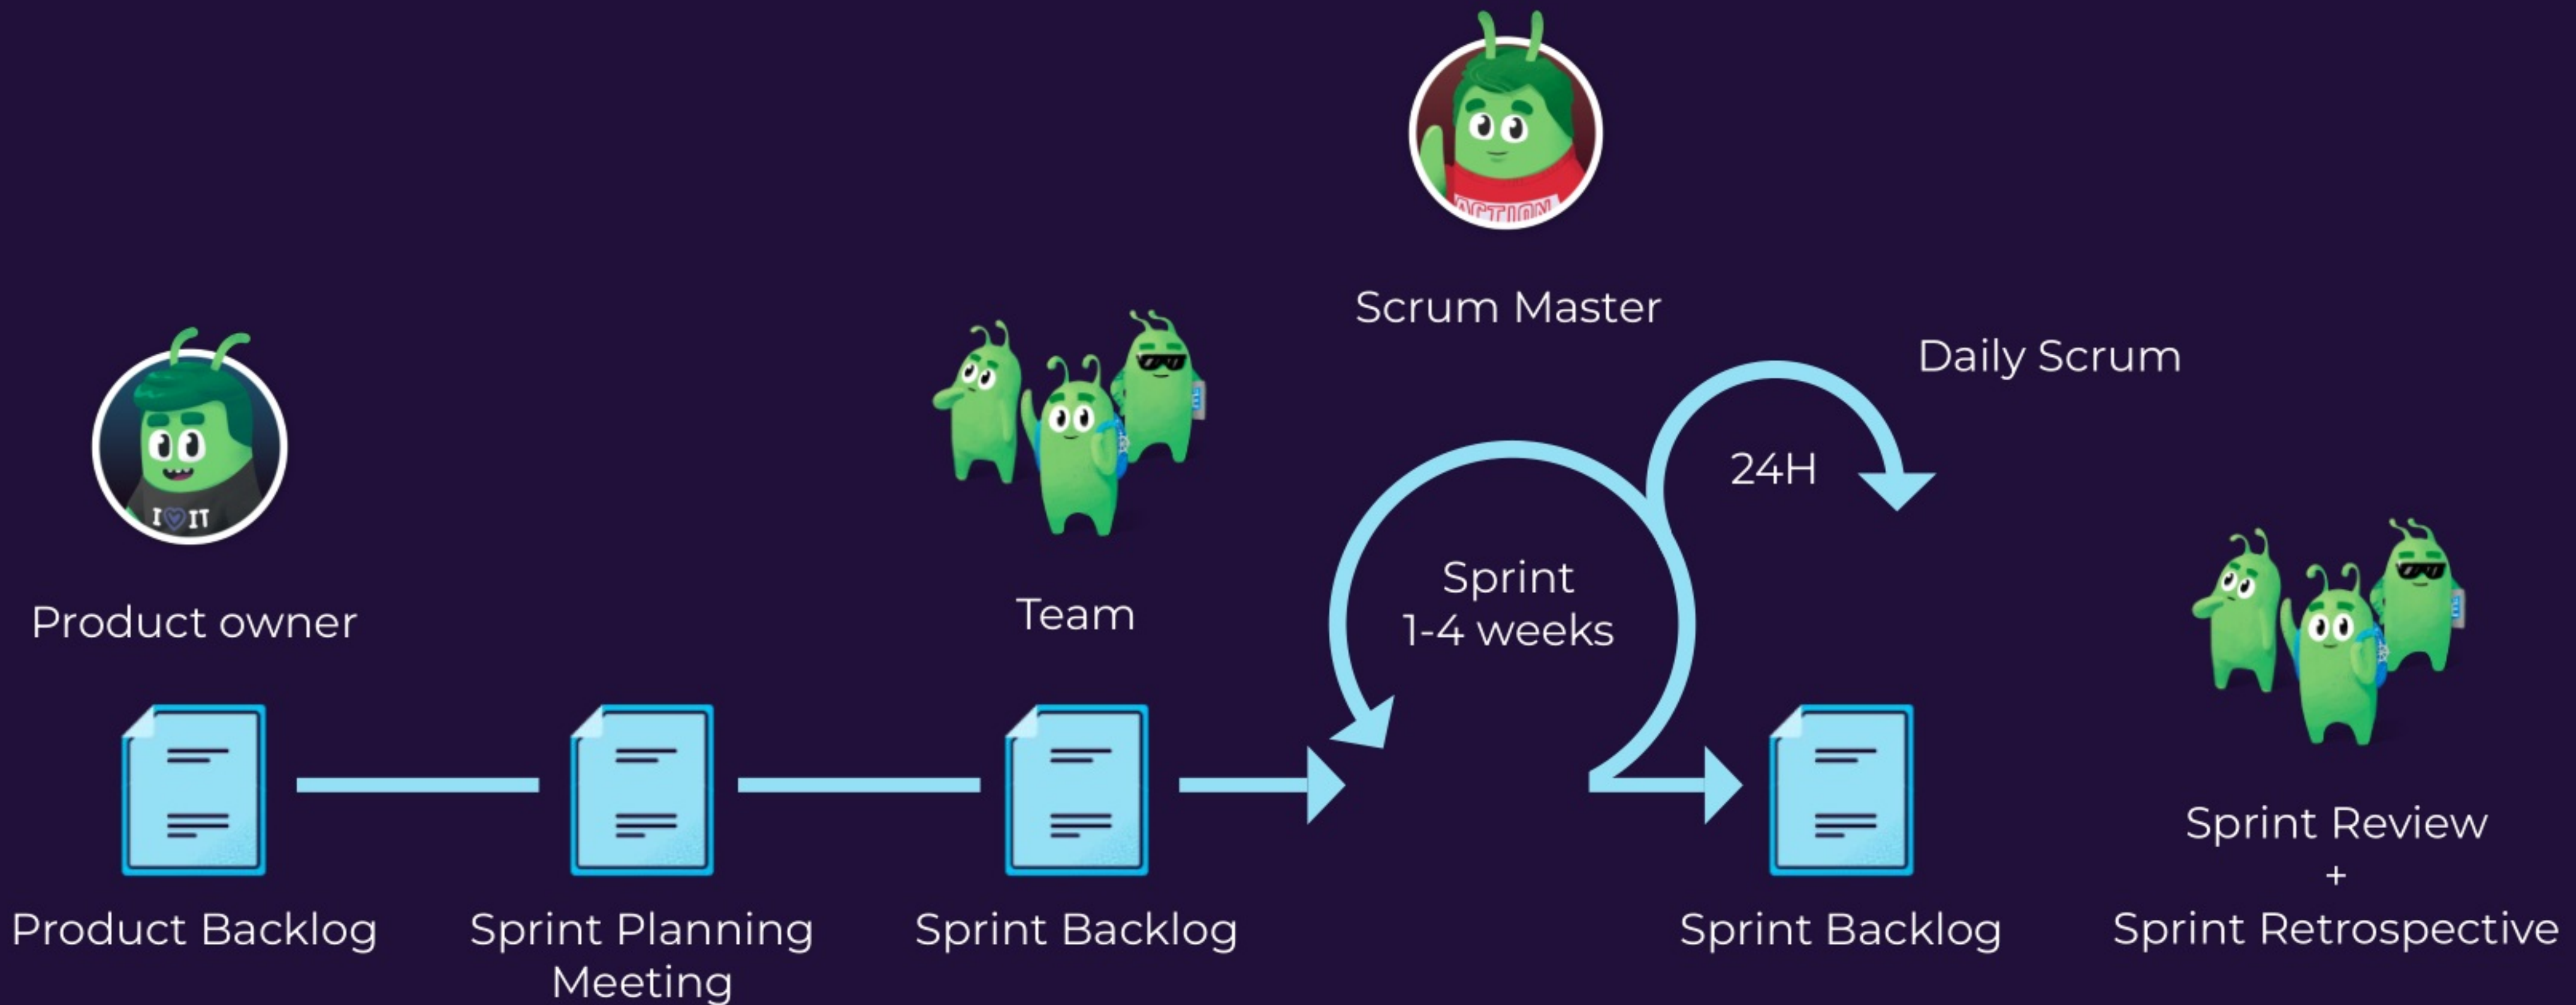 ACTION
Scrum Master
Daily Scrum
24H
I IT
Product owner
Team
Sprint
1-4 weeks
Product Backlog
Sprint Planning
Meeting
Sprint Backlog
Sprint Backlog
Sprint Review
+
Sprint Retrospective